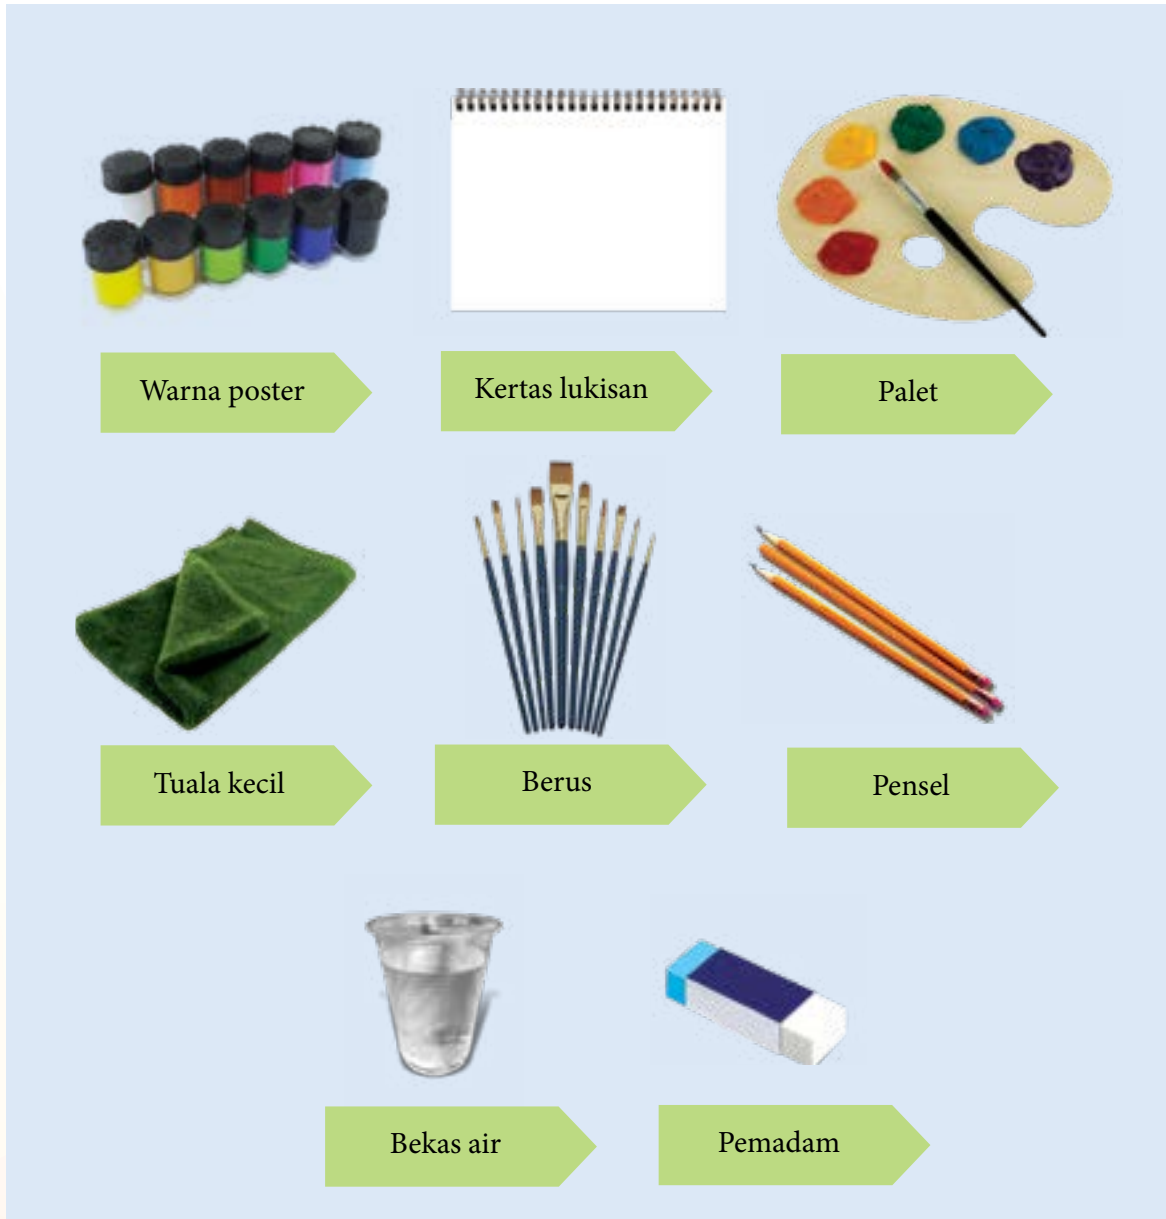 Warna poster
Kertas lukisan
Palet
Tuala kecil
Berus
Pensel
Bekas air
Pemadam